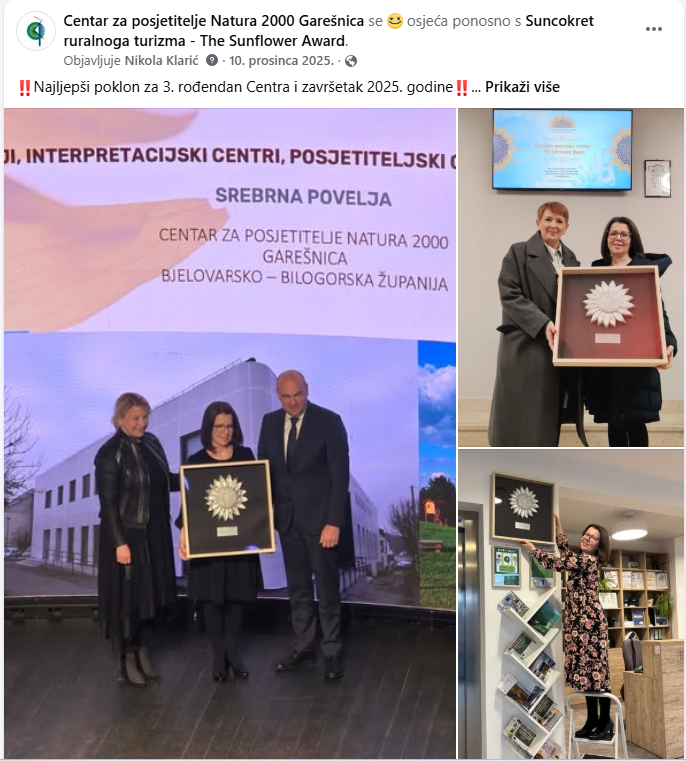 Centar za posjetitelje Natura 2000 Garešnica se 😀 osjeća ponosno s Suncokret
ruralnoga turizma - The Sunflower Award.
Objavljuje Nikola Klarić · 10. prosinca 2025. ·
‼️Najljepši poklon za 3. rođendan Centra i završetak 2025. godine‼️... Prikaži više
JI, INTERPRETACIJSKI CENTRI, POSJETITELJSKI C
SREBRNA POVELJA
CENTAR ZA POSJETITELJE NATURA 2000
GAREŠNICA
BJELOVARSKO – BILOGORSKA ŽUPANIJA